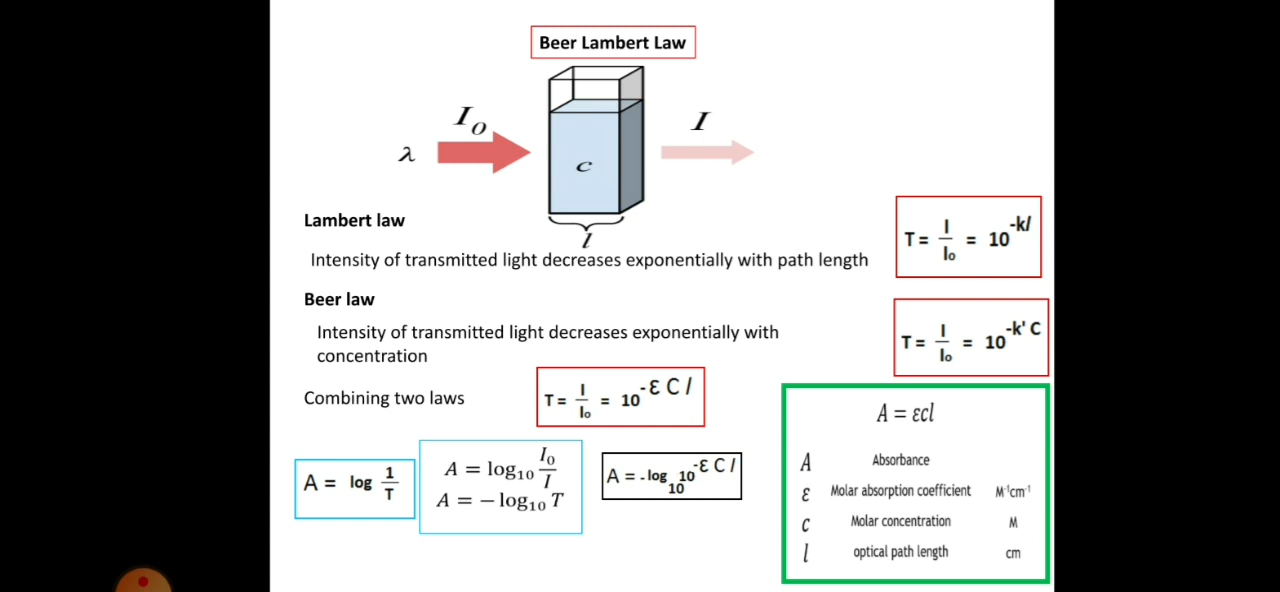 Beer Lambert Law
I₀
I
λ
c
l
Lambert law
T = I/I₀ = 10^-kl
Intensity of transmitted light decreases exponentially with path length
Beer law
Intensity of transmitted light decreases exponentially with
concentration
T = I/I₀ = 10^-k' C
Combining two laws
T = I/I₀ = 10^-Ɛ C l
A = log 1/T
A = log₁₀ I₀/I
A = − log₁₀ T
A = - log₁₀ 10^-Ɛ C l
A = εcl
A Absorbance
ε Molar absorption coefficient M⁻¹cm⁻¹
c Molar concentration M
l optical path length cm